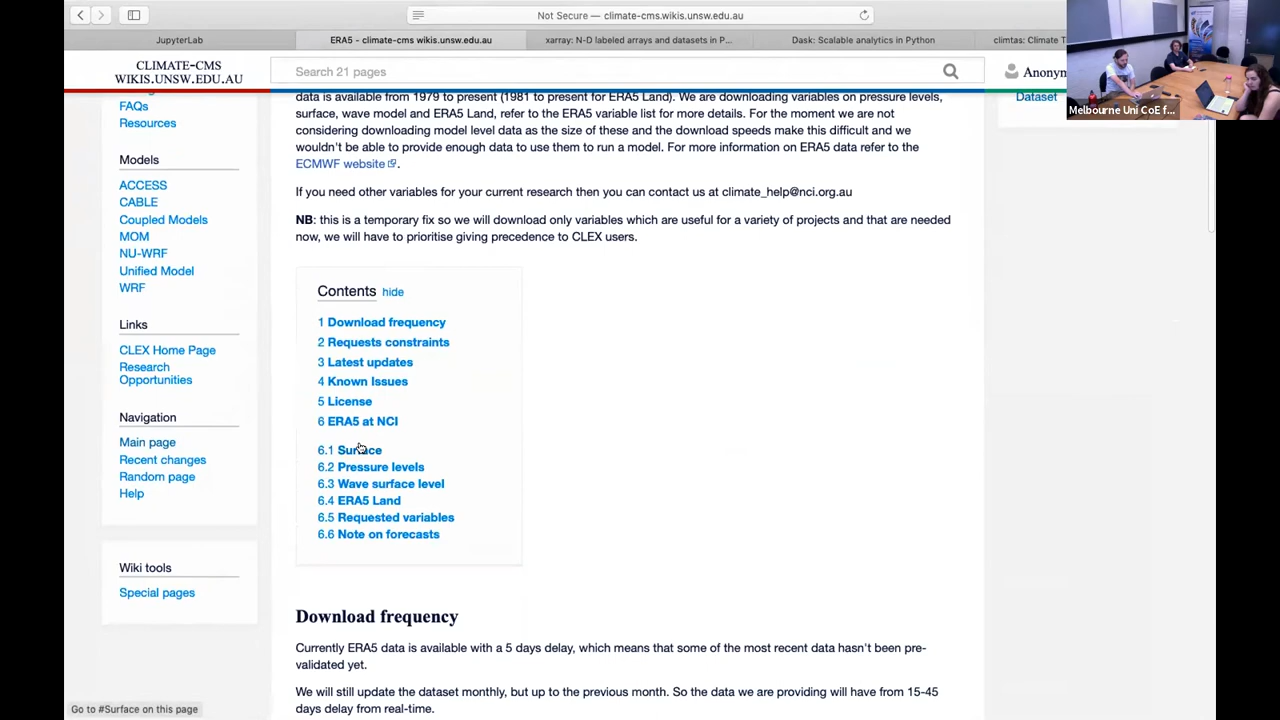 Not Secure — climate-cms.wikis.unsw.edu.au
JupyterLab
ERA5 - climate-cms wikis.unsw.edu.au
xarray: N-D labeled arrays and datasets in P...
Dask: Scalable analytics in Python
climtas: Climate T
CLIMATE-CMS
WIKIS.UNSW.EDU.AU
Search 21 pages
Anonym
Melbourne Uni CoE f...
FAQs
Resources
Models
ACCESS
CABLE
Coupled Models
MOM
NU-WRF
Unified Model
WRF
Links
CLEX Home Page
Research
Opportunities
Navigation
Main page
Recent changes
Random page
Help
Wiki tools
Special pages
data is available from 1979 to present (1981 to present for ERA5 Land). We are downloading variables on pressure levels,
surface, wave model and ERA5 Land, refer to the ERA5 variable list for more details. For the moment we are not
considering downloading model level data as the size of these and the download speeds make this difficult and we
wouldn't be able to provide enough data to use them to run a model. For more information on ERA5 data refer to the
ECMWF website.
If you need other variables for your current research then you can contact us at climate_help@nci.org.au
NB: this is a temporary fix so we will download only variables which are useful for a variety of projects and that are needed
now, we will have to prioritise giving precedence to CLEX users.
Contents hide
1 Download frequency
2 Requests constraints
3 Latest updates
4 Known Issues
5 License
6 ERA5 at NCI
6.1 Surface
6.2 Pressure levels
6.3 Wave surface level
6.4 ERA5 Land
6.5 Requested variables
6.6 Note on forecasts
Download frequency
Currently ERA5 data is available with a 5 days delay, which means that some of the most recent data hasn't been pre-
validated yet.
We will still update the dataset monthly, but up to the previous month. So the data we are providing will have from 15-45
days delay from real-time.
Dataset
Go to #Surface on this page